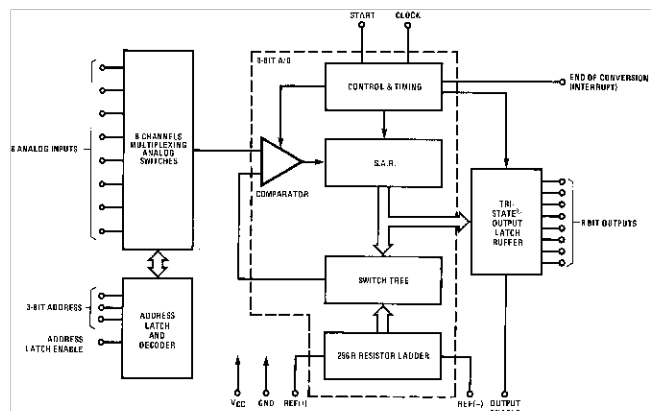 START
CLOCK
8-BIT A/D
CONTROL & TIMING
END OF CONVERSION
(INTERRUPT)
8 CHANNELS
MULTIPLEXING
ANALOG
SWITCHES
8 ANALOG INPUTS
COMPARATOR
S.A.R.
TRI-
STATE®
OUTPUT
LATCH
BUFFER
8 BIT OUTPUTS
SWITCH TREE
3-BIT ADDRESS
ADDRESS
LATCH ENABLE
ADDRESS
LATCH
AND
DECODER
256R RESISTOR LADDER
VCC
GND
REF(+)
REF(−)
OUTPUT